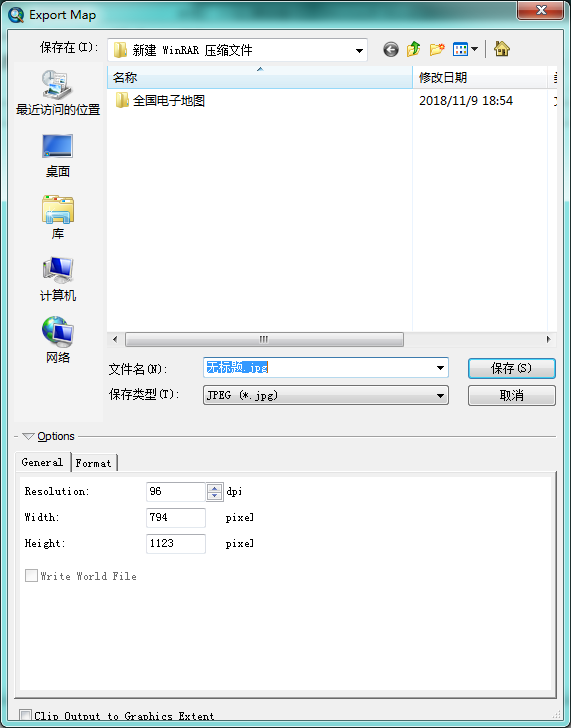 Export Map
保存在(I):
新建 WinRAR 压缩文件
名称
修改日期
全国电子地图
2018/11/9 18:54
最近访问的位置
桌面
库
计算机
网络
文件名(N):
无标题.jpg
保存(S)
保存类型(T):
JPEG (*.jpg)
取消
Options
General
Format
Resolution:
96
dpi
Width:
794
pixel
Height:
1123
pixel
Write World File
Clip Output to Graphics Extent